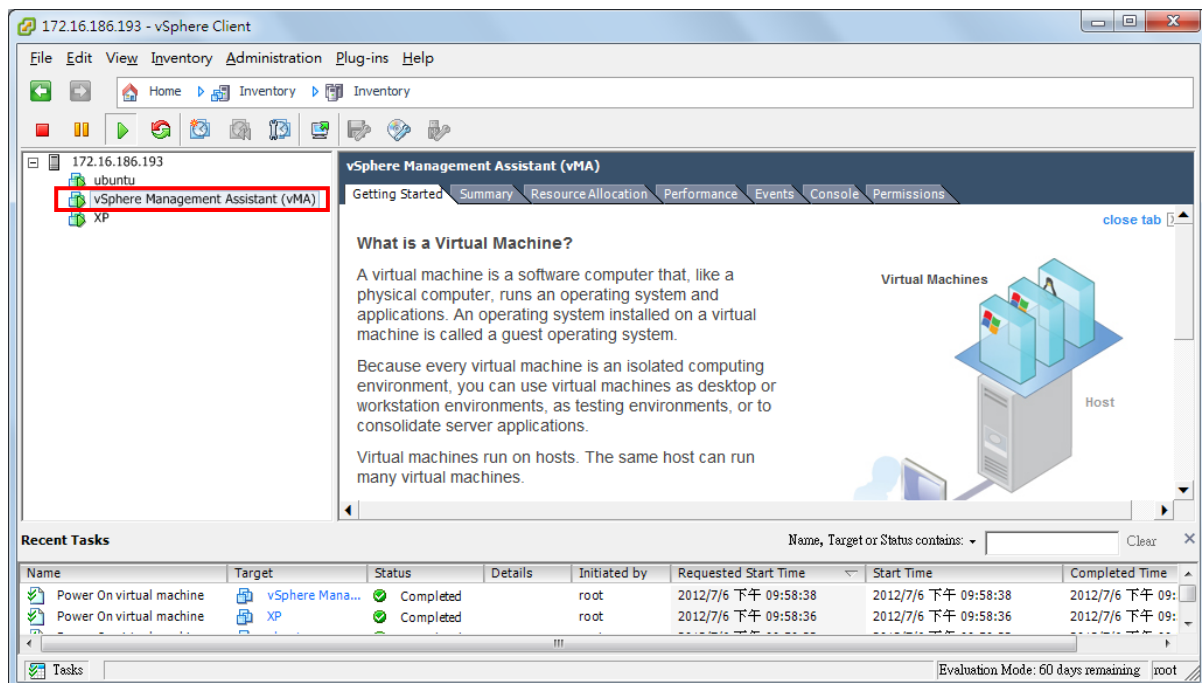 172.16.186.193 - vSphere Client
File Edit View Inventory Administration Plug-ins Help
Home Inventory Inventory
172.16.186.193
ubuntu
vSphere Management Assistant (vMA)
XP
vSphere Management Assistant (vMA)
Getting Started Summary Resource Allocation Performance Events Console Permissions
close tab
What is a Virtual Machine?
A virtual machine is a software computer that, like a
physical computer, runs an operating system and
applications. An operating system installed on a virtual
machine is called a guest operating system.
Because every virtual machine is an isolated computing
environment, you can use virtual machines as desktop or
workstation environments, as testing environments, or to
consolidate server applications.
Virtual machines run on hosts. The same host can run
many virtual machines.
Virtual Machines
Host
Recent Tasks
Name, Target or Status contains: Clear
Name Target Status Details Initiated by Requested Start Time Start Time Completed Time
Power On virtual machine vSphere Mana... Completed root 2012/7/6 下午 09:58:38 2012/7/6 下午 09:58:38 2012/7/6 下午 09:
Power On virtual machine XP Completed root 2012/7/6 下午 09:58:36 2012/7/6 下午 09:58:36 2012/7/6 下午 09:
Tasks Evaluation Mode: 60 days remaining root